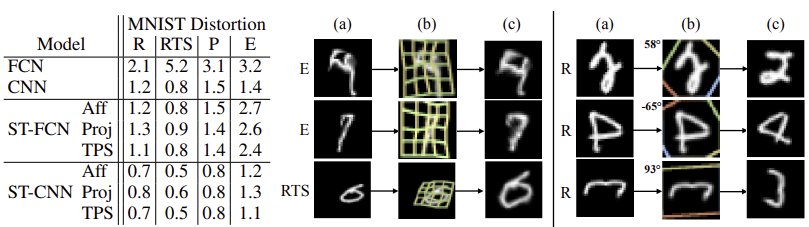 MNIST Distortion
Model R RTS P E
FCN 2.1 5.2 3.1 3.2
CNN 1.2 0.8 1.5 1.4
Aff 1.2 0.8 1.5 2.7
ST-FCN Proj 1.3 0.9 1.4 2.6
TPS 1.1 0.8 1.4 2.4
Aff 0.7 0.5 0.8 1.2
ST-CNN Proj 0.8 0.6 0.8 1.3
TPS 0.7 0.5 0.8 1.1
(a) (b) (c)
E
E
RTS
(a) (b) (c)
R 58°
R -65°
R 93°